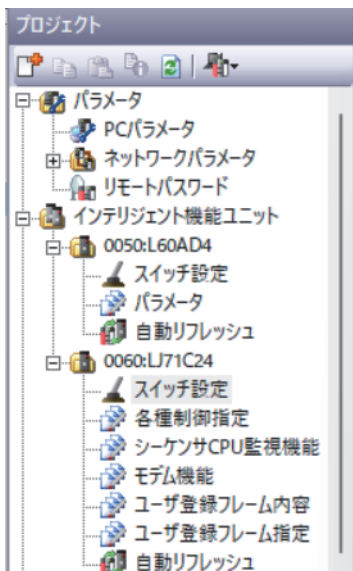 プロジェクト
パラメータ
PCパラメータ
ネットワークパラメータ
リモートパスワード
インテリジェント機能ユニット
0050:L60AD4
スイッチ設定
パラメータ
自動リフレッシュ
0060:LJ71C24
スイッチ設定
各種制御指定
シーケンサCPU監視機能
モデム機能
ユーザ登録フレーム内容
ユーザ登録フレーム指定
自動リフレッシュ